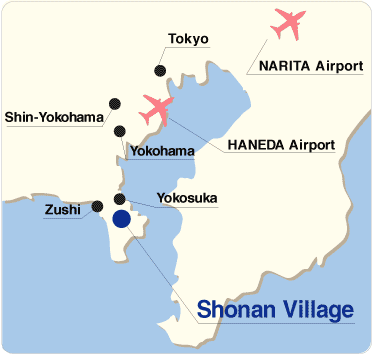 Tokyo
NARITA Airport
Shin-Yokohama
HANEDA Airport
Yokohama
Yokosuka
Zushi
Shonan Village